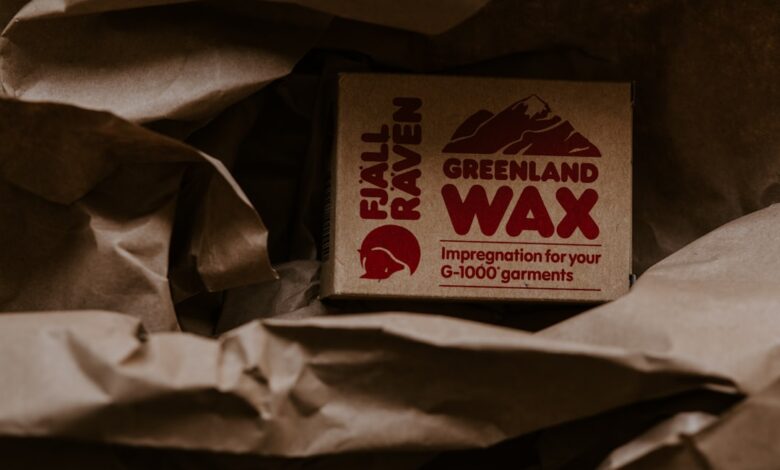 FJÄLL
RÄVEN
GREENLAND
WAX
Impregnation for your
G-1000® garments